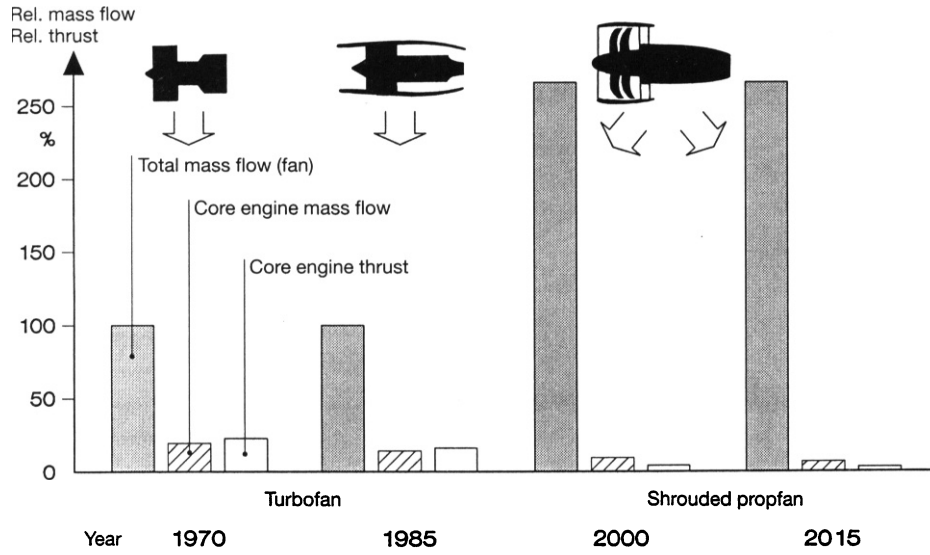 Rel. mass flow
Rel. thrust
250
%
200
150
100
50
0
Total mass flow (fan)
Core engine mass flow
Core engine thrust
Turbofan
Shrouded propfan
Year 1970 1985 2000 2015